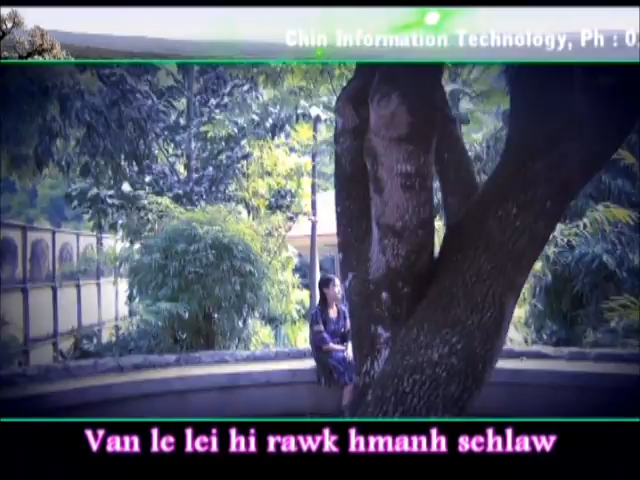 Chin Information Technology, Ph : 0
Van le lei hi rawk hmanh sehlaw